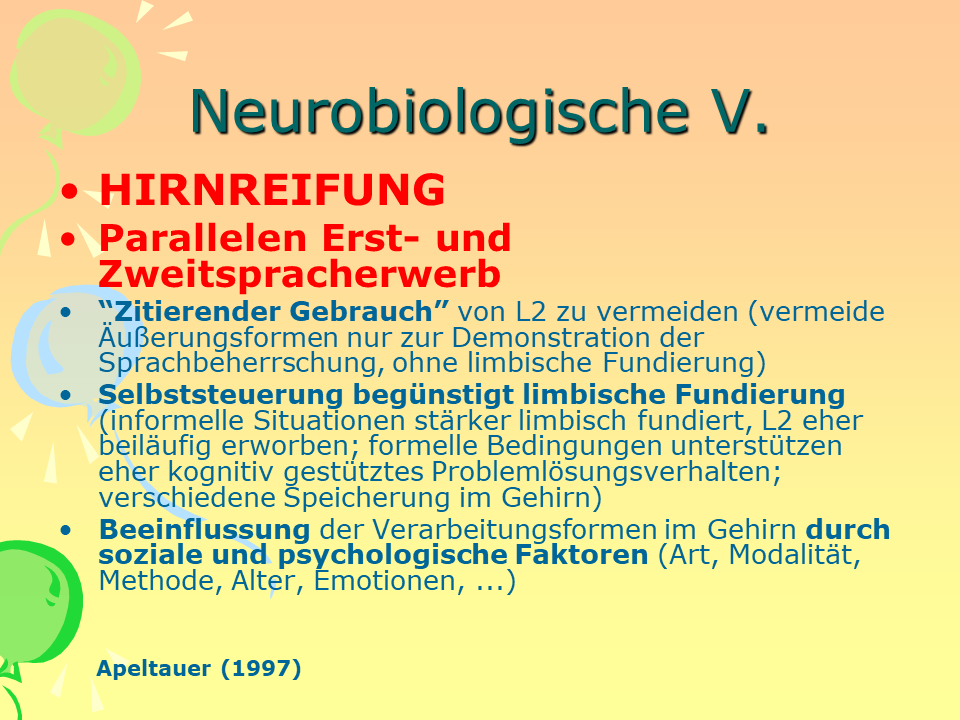 Neurobiologische V.
• HIRNREIFUNG
• Parallelen Erst- und
Zweitspracherwerb
• “Zitierender Gebrauch” von L2 zu vermeiden (vermeide
Äußerungsformen nur zur Demonstration der
Sprachbeherrschung, ohne limbische Fundierung)
• Selbststeuerung begünstigt limbische Fundierung
(informelle Situationen stärker limbisch fundiert, L2 eher
beiläufig erworben; formelle Bedingungen unterstützen
eher kognitiv gestütztes Problemlösungsverhalten;
verschiedene Speicherung im Gehirn)
• Beeinflussung der Verarbeitungsformen im Gehirn durch
soziale und psychologische Faktoren (Art, Modalität,
Methode, Alter, Emotionen, ...)
Apeltauer (1997)